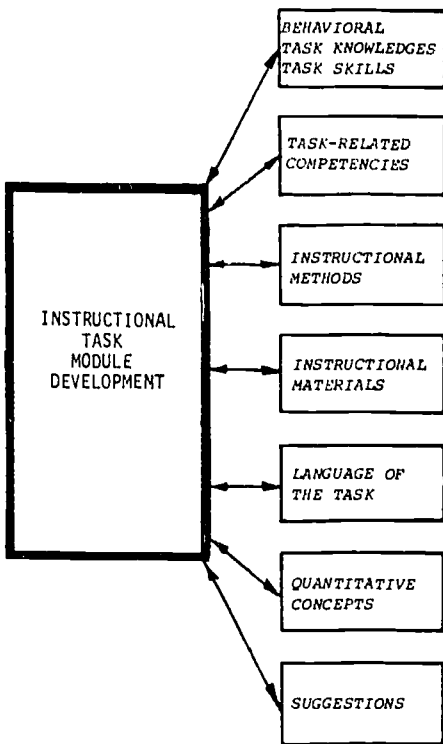 BEHAVIORAL
TASK KNOWLEDGES
TASK SKILLS
TASK-RELATED
COMPETENCIES
INSTRUCTIONAL
METHODS
INSTRUCTIONAL
TASK
MODULE
DEVELOPMENT
INSTRUCTIONAL
MATERIALS
LANGUAGE OF
THE TASK
QUANTITATIVE
CONCEPTS
SUGGESTIONS